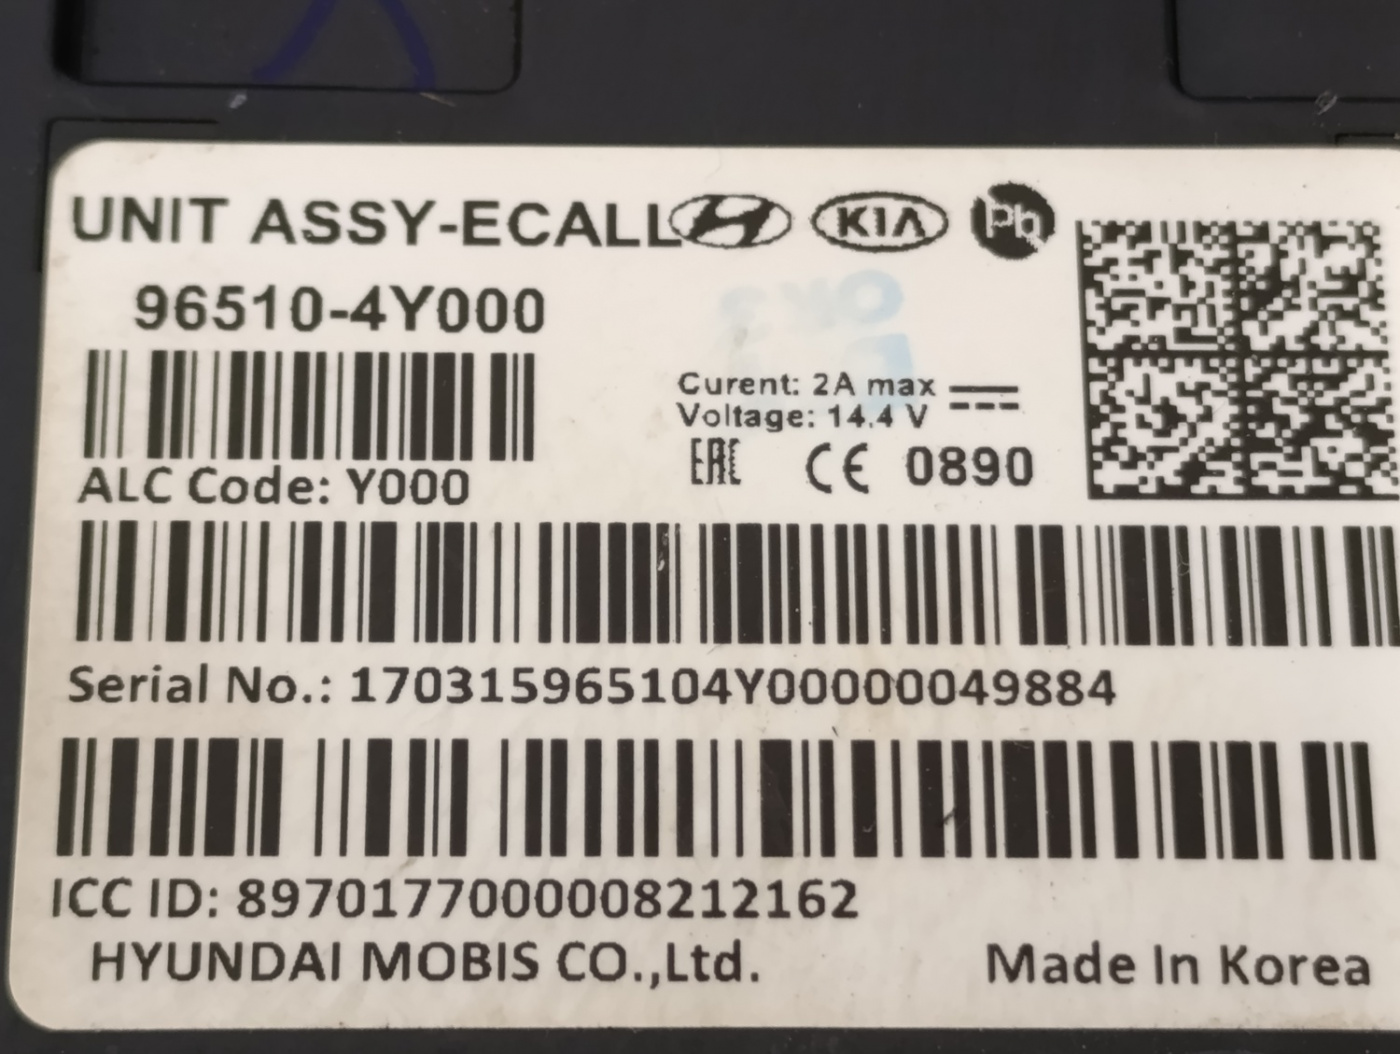 UNIT ASSY-ECALL
KIA
Pb
96510-4Y000
Curent: 2A max
Voltage: 14.4 V
EAC CE 0890
ALC Code: Y000
Serial No.: 170315965104Y00000049884
ICC ID: 8970177000008212162
HYUNDAI MOBIS CO.,Ltd.
Made In Korea